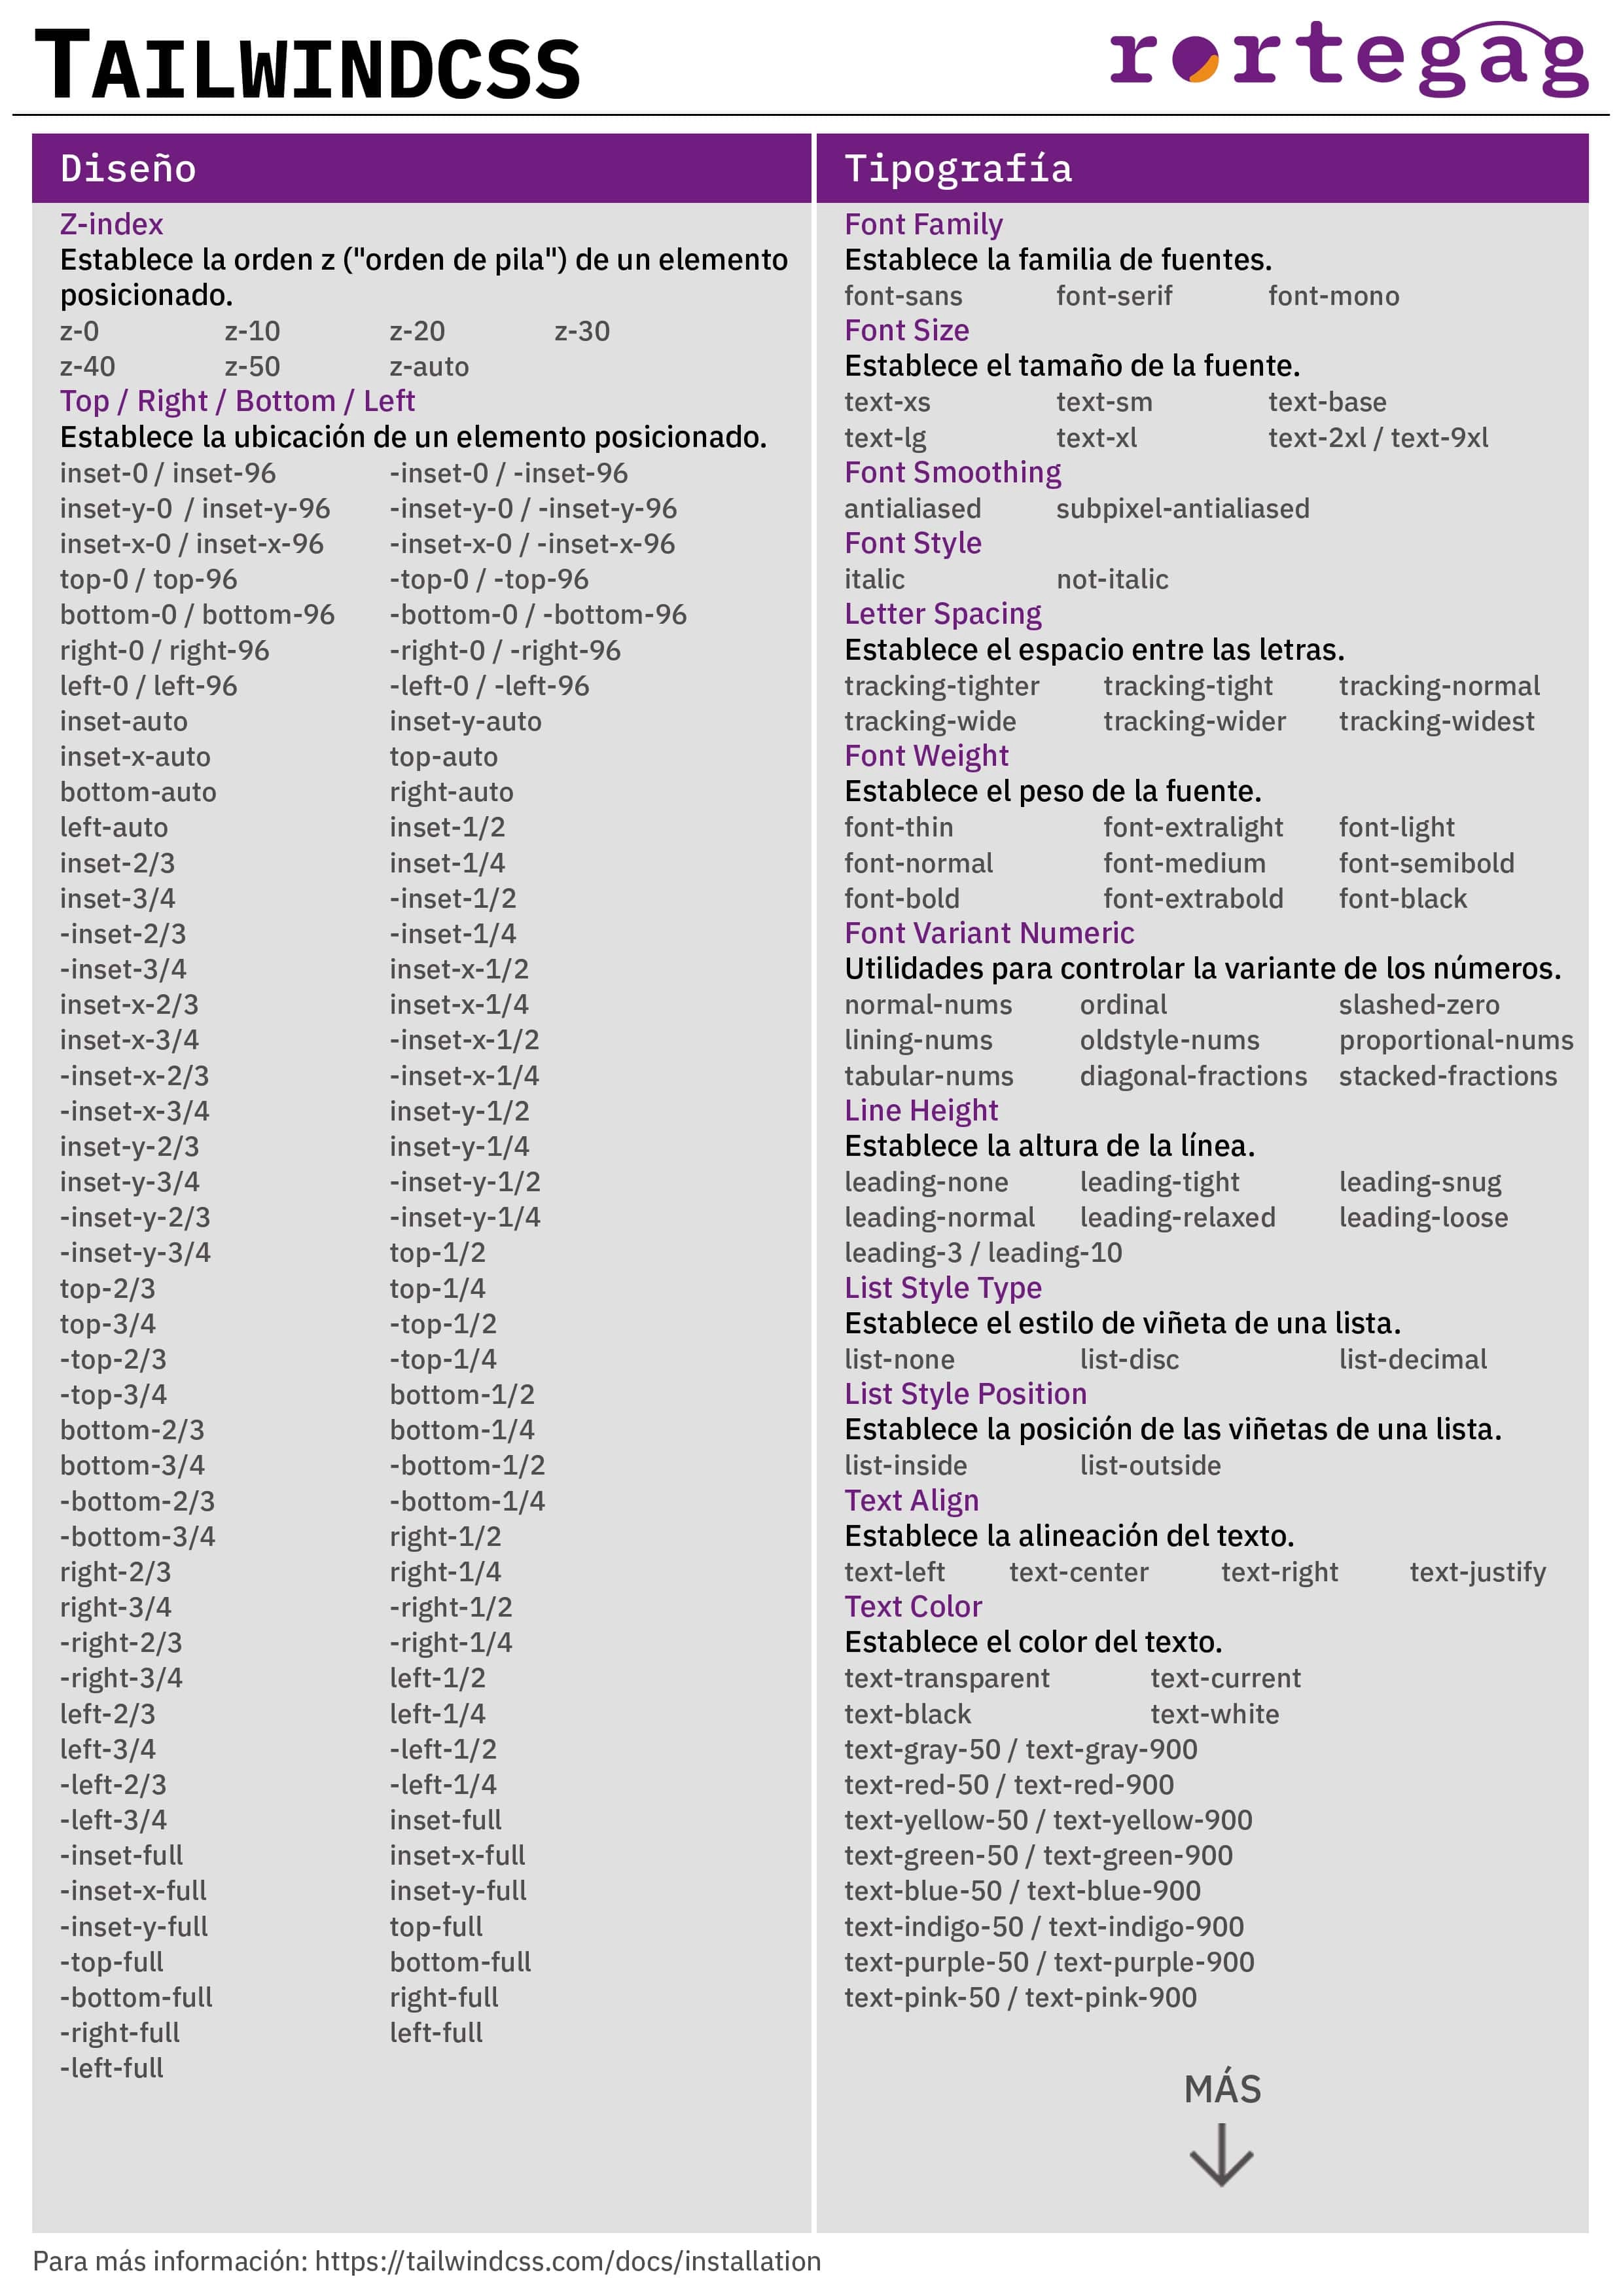 TAILWINDCSS
rortegag
Diseño
Z-index
Establece la orden z ("orden de pila") de un elemento
posicionado.
z-0 z-10 z-20 z-30
z-40 z-50 z-auto
Top / Right / Bottom / Left
Establece la ubicación de un elemento posicionado.
inset-0 / inset-96 -inset-0 / -inset-96
inset-y-0 / inset-y-96 -inset-y-0 / -inset-y-96
inset-x-0 / inset-x-96 -inset-x-0 / -inset-x-96
top-0 / top-96 -top-0 / -top-96
bottom-0 / bottom-96 -bottom-0 / -bottom-96
right-0 / right-96 -right-0 / -right-96
left-0 / left-96 -left-0 / -left-96
inset-auto inset-y-auto
inset-x-auto top-auto
bottom-auto right-auto
left-auto inset-1/2
inset-2/3 inset-1/4
inset-3/4 -inset-1/2
-inset-2/3 -inset-1/4
-inset-3/4 inset-x-1/2
inset-x-2/3 inset-x-1/4
inset-x-3/4 -inset-x-1/2
-inset-x-2/3 -inset-x-1/4
-inset-x-3/4 inset-y-1/2
inset-y-2/3 inset-y-1/4
inset-y-3/4 -inset-y-1/2
-inset-y-2/3 -inset-y-1/4
-inset-y-3/4 top-1/2
top-2/3 top-1/4
top-3/4 -top-1/2
-top-2/3 -top-1/4
-top-3/4 bottom-1/2
bottom-2/3 bottom-1/4
bottom-3/4 -bottom-1/2
-bottom-2/3 -bottom-1/4
-bottom-3/4 right-1/2
right-2/3 right-1/4
right-3/4 -right-1/2
-right-2/3 -right-1/4
-right-3/4 left-1/2
left-2/3 left-1/4
left-3/4 -left-1/2
-left-2/3 -left-1/4
-left-3/4 inset-full
-inset-full inset-x-full
-inset-x-full inset-y-full
-inset-y-full top-full
-top-full bottom-full
-bottom-full right-full
-right-full left-full
-left-full
Tipografía
Font Family
Establece la familia de fuentes.
font-sans font-serif font-mono
Font Size
Establece el tamaño de la fuente.
text-xs text-sm text-base
text-lg text-xl text-2xl / text-9xl
Font Smoothing
antialiased subpixel-antialiased
Font Style
italic not-italic
Letter Spacing
Establece el espacio entre las letras.
tracking-tighter tracking-tight tracking-normal
tracking-wide tracking-wider tracking-widest
Font Weight
Establece el peso de la fuente.
font-thin font-extralight font-light
font-normal font-medium font-semibold
font-bold font-extrabold font-black
Font Variant Numeric
Utilidades para controlar la variante de los números.
normal-nums ordinal slashed-zero
lining-nums oldstyle-nums proportional-nums
tabular-nums diagonal-fractions stacked-fractions
Line Height
Establece la altura de la línea.
leading-none leading-tight leading-snug
leading-normal leading-relaxed leading-loose
leading-3 / leading-10
List Style Type
Establece el estilo de viñeta de una lista.
list-none list-disc list-decimal
List Style Position
Establece la posición de las viñetas de una lista.
list-inside list-outside
Text Align
Establece la alineación del texto.
text-left text-center text-right text-justify
Text Color
Establece el color del texto.
text-transparent text-current
text-black text-white
text-gray-50 / text-gray-900
text-red-50 / text-red-900
text-yellow-50 / text-yellow-900
text-green-50 / text-green-900
text-blue-50 / text-blue-900
text-indigo-50 / text-indigo-900
text-purple-50 / text-purple-900
text-pink-50 / text-pink-900
MÁS
Para más información: https://tailwindcss.com/docs/installation